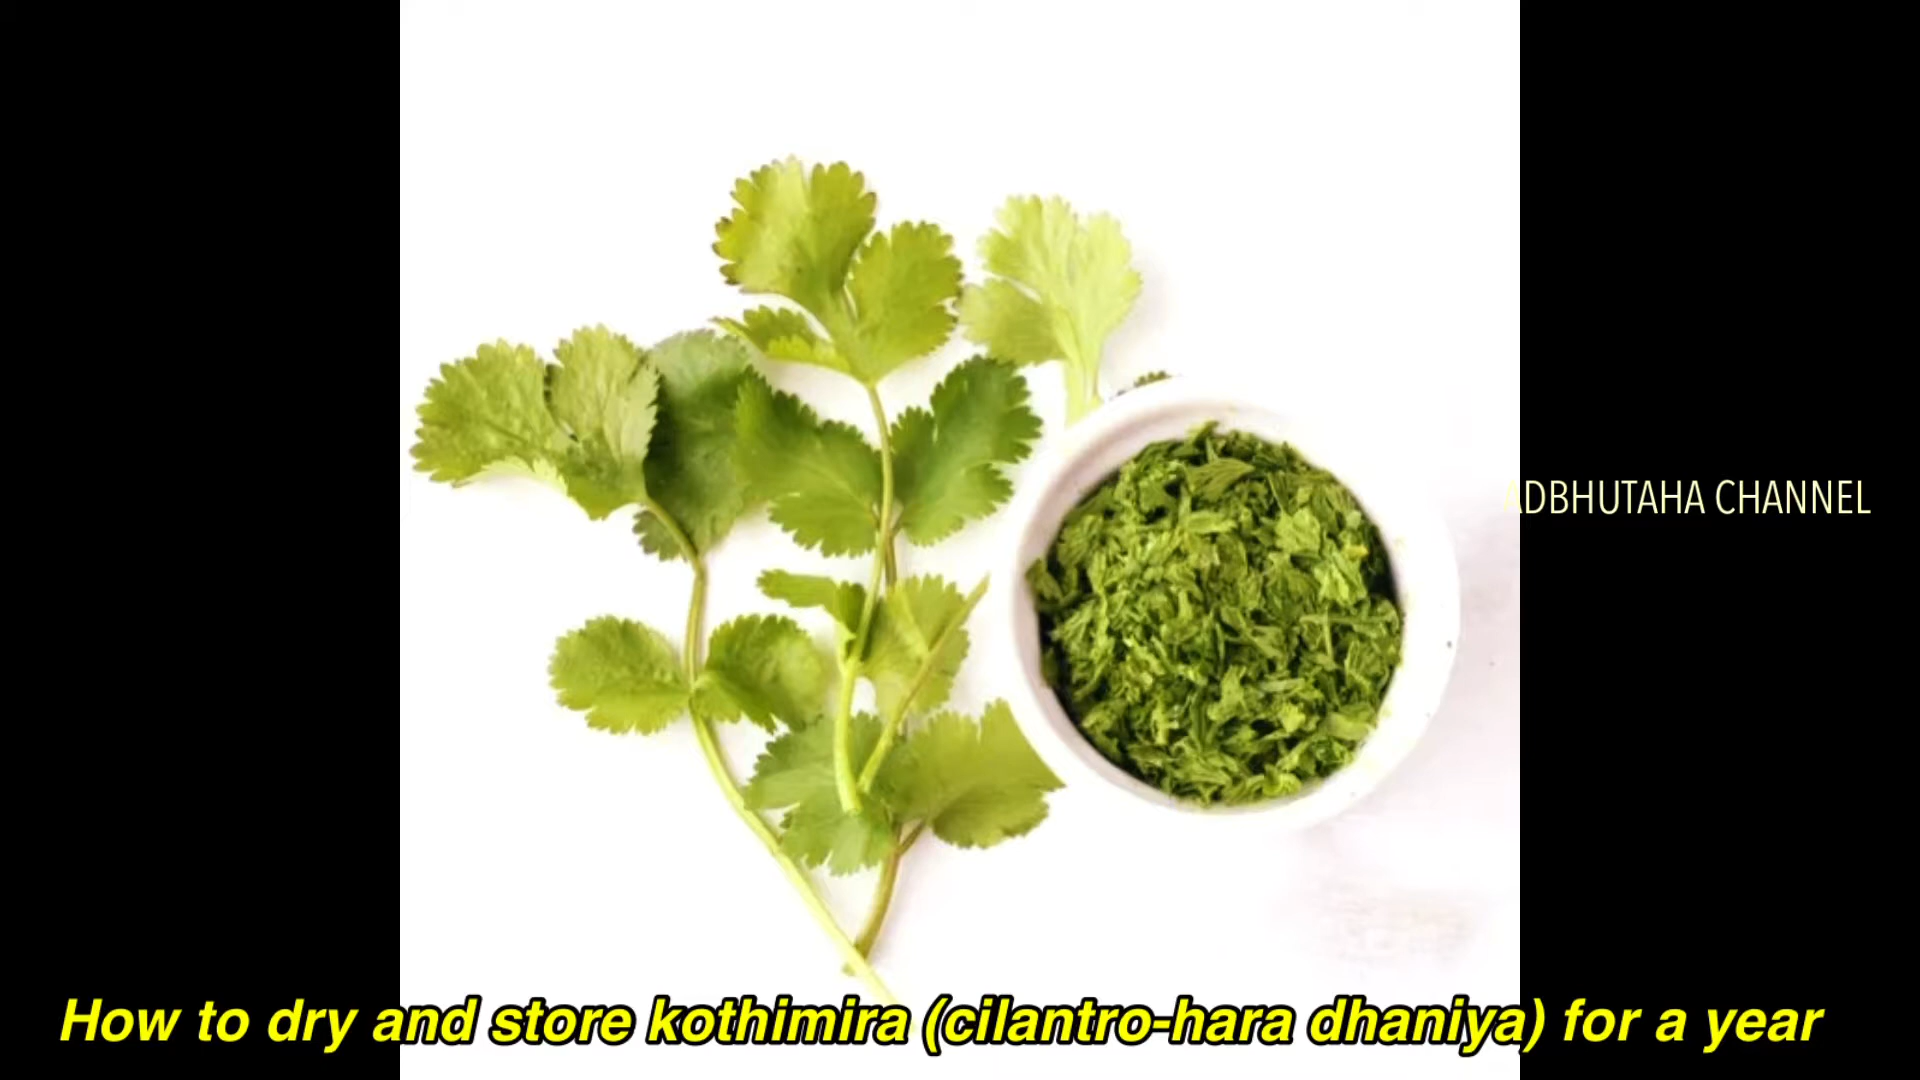 ADBHUTAHA CHANNEL
How to dry and store kothimira (cilantro-hara dhaniya) for a year